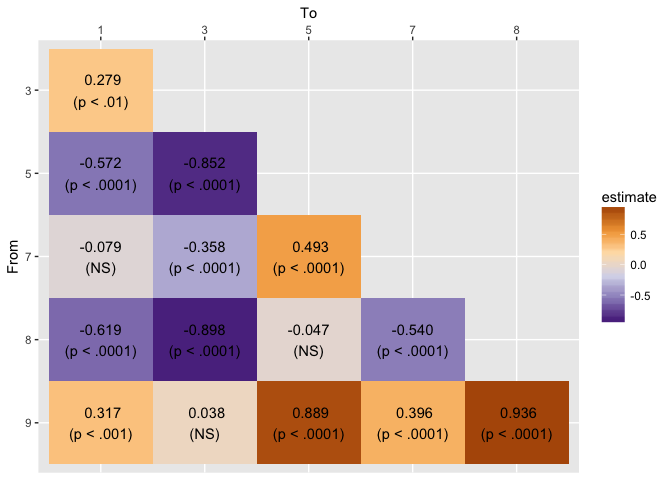 To
1 3 5 7 8
From
3
0.279
(p < .01)
5
-0.572 -0.852
(p < .0001) (p < .0001)
7
-0.079 -0.358 0.493
(NS) (p < .0001) (p < .0001)
8
-0.619 -0.898 -0.047 -0.540
(p < .0001) (p < .0001) (NS) (p < .0001)
9
0.317 0.038 0.889 0.396 0.936
(p < .001) (NS) (p < .0001) (p < .0001) (p < .0001)
estimate
0.5
0.0
-0.5